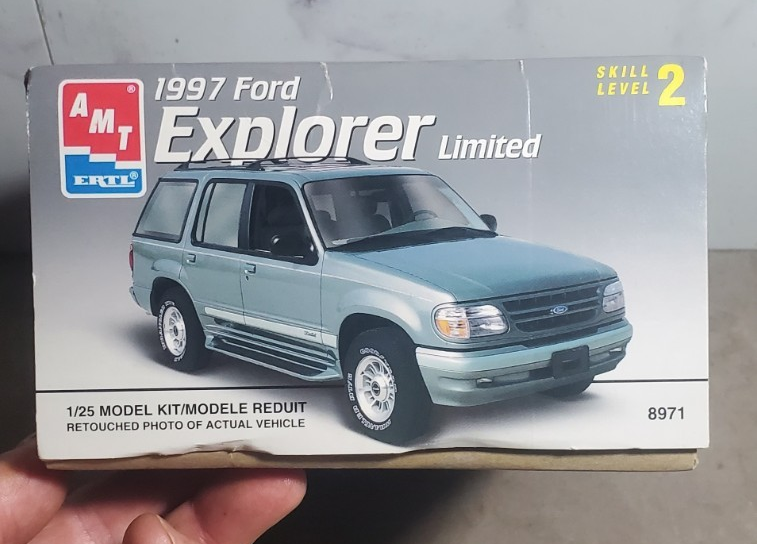 AMT®
ERTL®
1997 Ford
Explorer Limited
SKILL
LEVEL 2
Ford
1/25 MODEL KIT/MODELE REDUIT
RETOUCHED PHOTO OF ACTUAL VEHICLE
8971